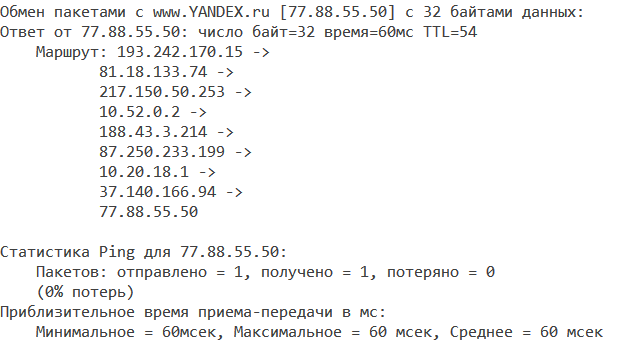 Обмен пакетами с www.YANDEX.ru [77.88.55.50] с 32 байтами данных:
Ответ от 77.88.55.50: число байт=32 время=60мс TTL=54
Маршрут: 193.242.170.15 ->
81.18.133.74 ->
217.150.50.253 ->
10.52.0.2 ->
188.43.3.214 ->
87.250.233.199 ->
10.20.18.1 ->
37.140.166.94 ->
77.88.55.50
Статистика Ping для 77.88.55.50:
Пакетов: отправлено = 1, получено = 1, потеряно = 0
(0% потерь)
Приблизительное время приема-передачи в мс:
Минимальное = 60мсек, Максимальное = 60 мсек, Среднее = 60 мсек